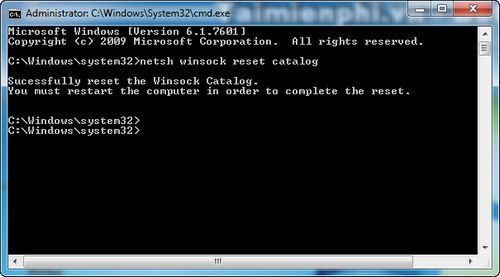 Administrator: C:\Windows\System32\cmd.exe
Microsoft Windows [Version 6.1.7601]
Copyright (c) 2009 Microsoft Corporation.  All rights reserved.
C:\Windows\system32>netsh winsock reset catalog
Sucessfully reset the Winsock Catalog.
You must restart the computer in order to complete the reset.
C:\Windows\system32>
C:\Windows\system32>